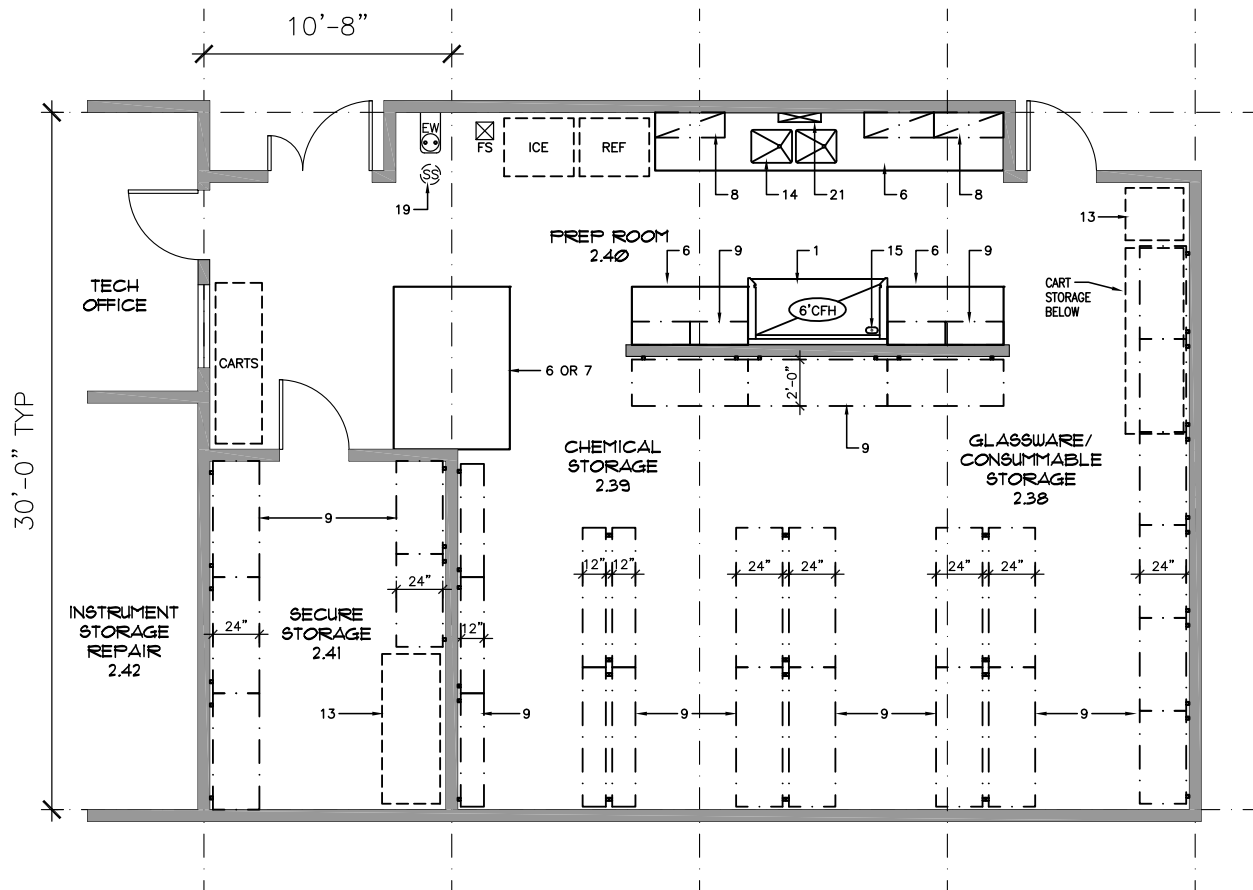 10'-8"
EW
FS
ICE
REF
SS
19
8
14
21
6
8
13
PREP ROOM
2.40
6
9
1
15
6
9
TECH
OFFICE
6'CFH
CART
STORAGE
BELOW
CARTS
6 OR 7
2'-0"
30'-0" TYP
9
CHEMICAL
STORAGE
2.39
GLASSWARE/
CONSUMMABLE
STORAGE
2.38
9
24"
12"
12"
24"
24"
24"
24"
24"
INSTRUMENT
STORAGE
REPAIR
2.42
24"
SECURE
STORAGE
2.41
12"
13
9
9
9
9